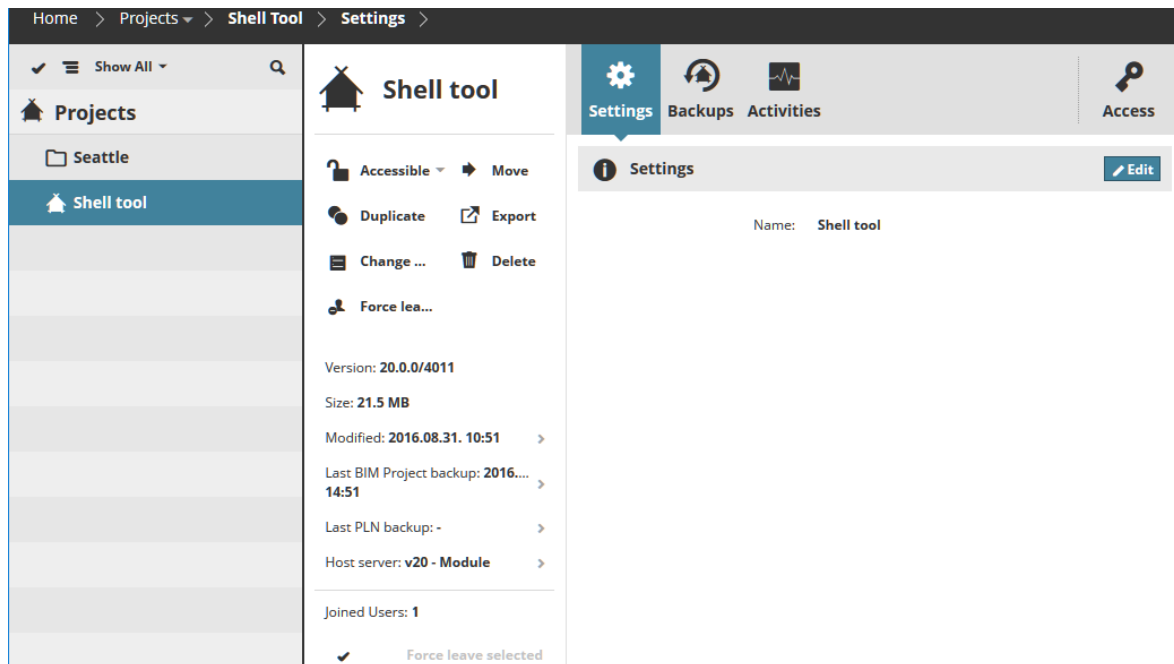 Home > Projects > Shell Tool > Settings >
Show All
Projects
Seattle
Shell tool
Shell tool
Accessible
Move
Duplicate
Export
Change ...
Delete
Force lea...
Version: 20.0.0/4011
Size: 21.5 MB
Modified: 2016.08.31. 10:51
Last BIM Project backup: 2016....
14:51
Last PLN backup: -
Host server: v20 - Module
Joined Users: 1
Force leave selected
Settings
Backups
Activities
Access
Settings
Edit
Name: Shell tool